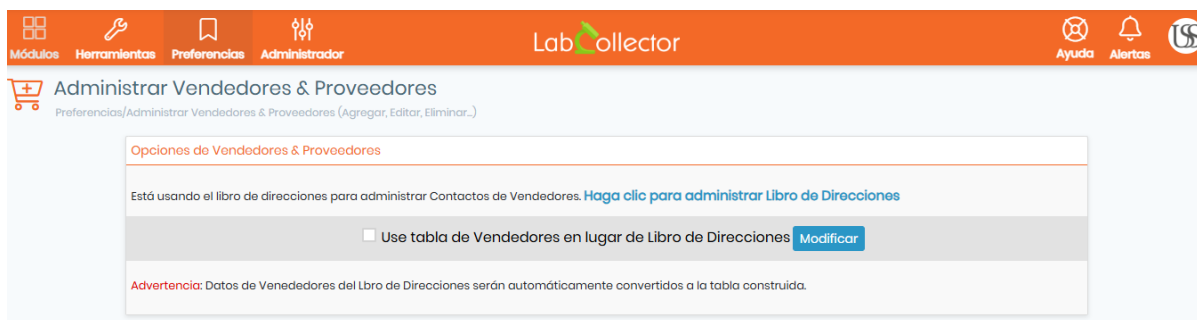 Módulos Herramientas Preferencias Administrador LabCollector Ayuda Alertas
Administrar Vendedores & Proveedores
Preferencias/Administrar Vendedores & Proveedores (Agregar, Editar, Eliminar...)
Opciones de Vendedores & Proveedores
Está usando el libro de direcciones para administrar Contactos de Vendedores. Haga clic para administrar Libro de Direcciones
Use tabla de Vendedores en lugar de Libro de Direcciones Modificar
Advertencia: Datos de Venededores del Lbro de Direcciones serán automáticamente convertidos a la tabla construida.